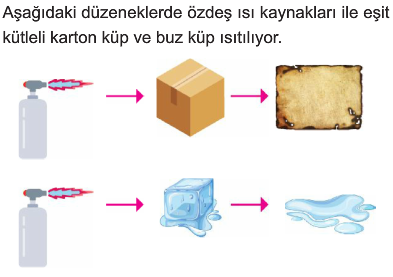 Aşağıdaki düzeneklerde özdeş ısı kaynakları ile eşit
kütleli karton küp ve buz küp ısıtılıyor.